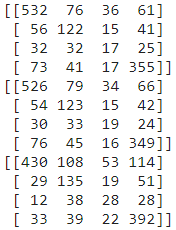 [[532  76  36  61]
 [ 56 122  15  41]
 [ 32  32  17  25]
 [ 73  41  17 355]]
[[526  79  34  66]
 [ 54 123  15  42]
 [ 30  33  19  24]
 [ 76  45  16 349]]
[[430 108  53 114]
 [ 29 135  19  51]
 [ 12  38  28  28]
 [ 33  39  22 392]]